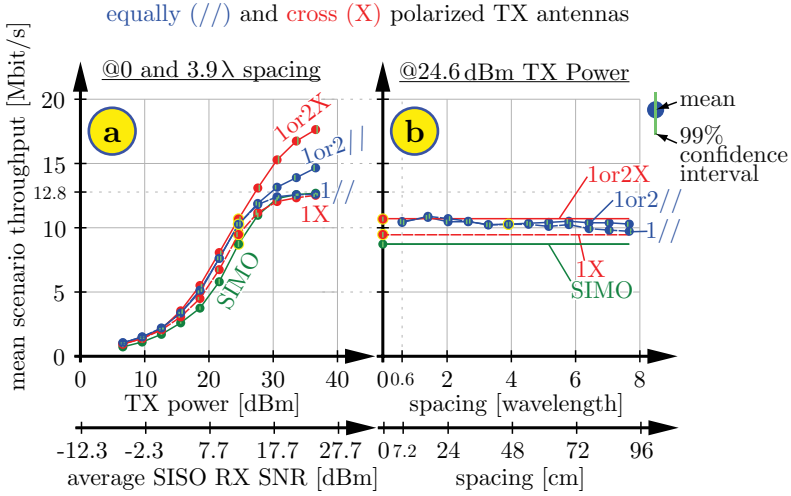 equally (//) and cross (X) polarized TX antennas
mean scenario throughput [Mbit/s]
@0 and 3.9λ spacing
@24.6 dBm TX Power
20
15
12.8
10
5
0
a
1or2X
1or2//
1//
1X
SIMO
b
1or2X
1or2//
1//
1X
SIMO
mean
99%
confidence
interval
0 10 20 30 40
TX power [dBm]
0 0.6 2 4 6 8
spacing [wavelength]
-12.3 -2.3 7.7 17.7 27.7
average SISO RX SNR [dBm]
0 7.2 24 48 72 96
spacing [cm]